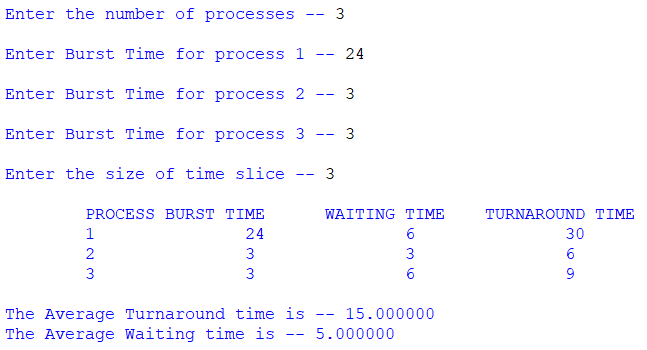 Enter the number of processes -- 3
Enter Burst Time for process 1 -- 24
Enter Burst Time for process 2 -- 3
Enter Burst Time for process 3 -- 3
Enter the size of time slice -- 3
PROCESS BURST TIME WAITING TIME TURNAROUND TIME
1 24 6 30
2 3 3 6
3 3 6 9
The Average Turnaround time is -- 15.000000
The Average Waiting time is -- 5.000000